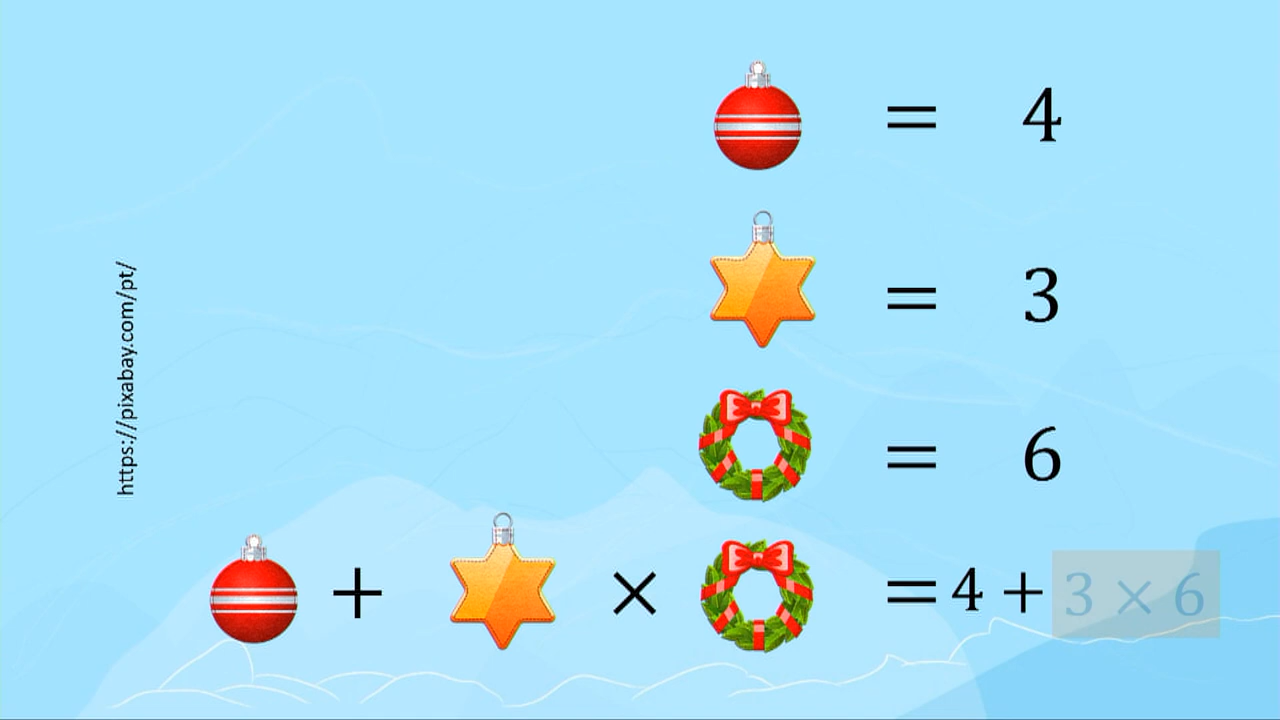 = 4
= 3
https://pixabay.com/pt/
= 6
+ × = 4 + 3 × 6